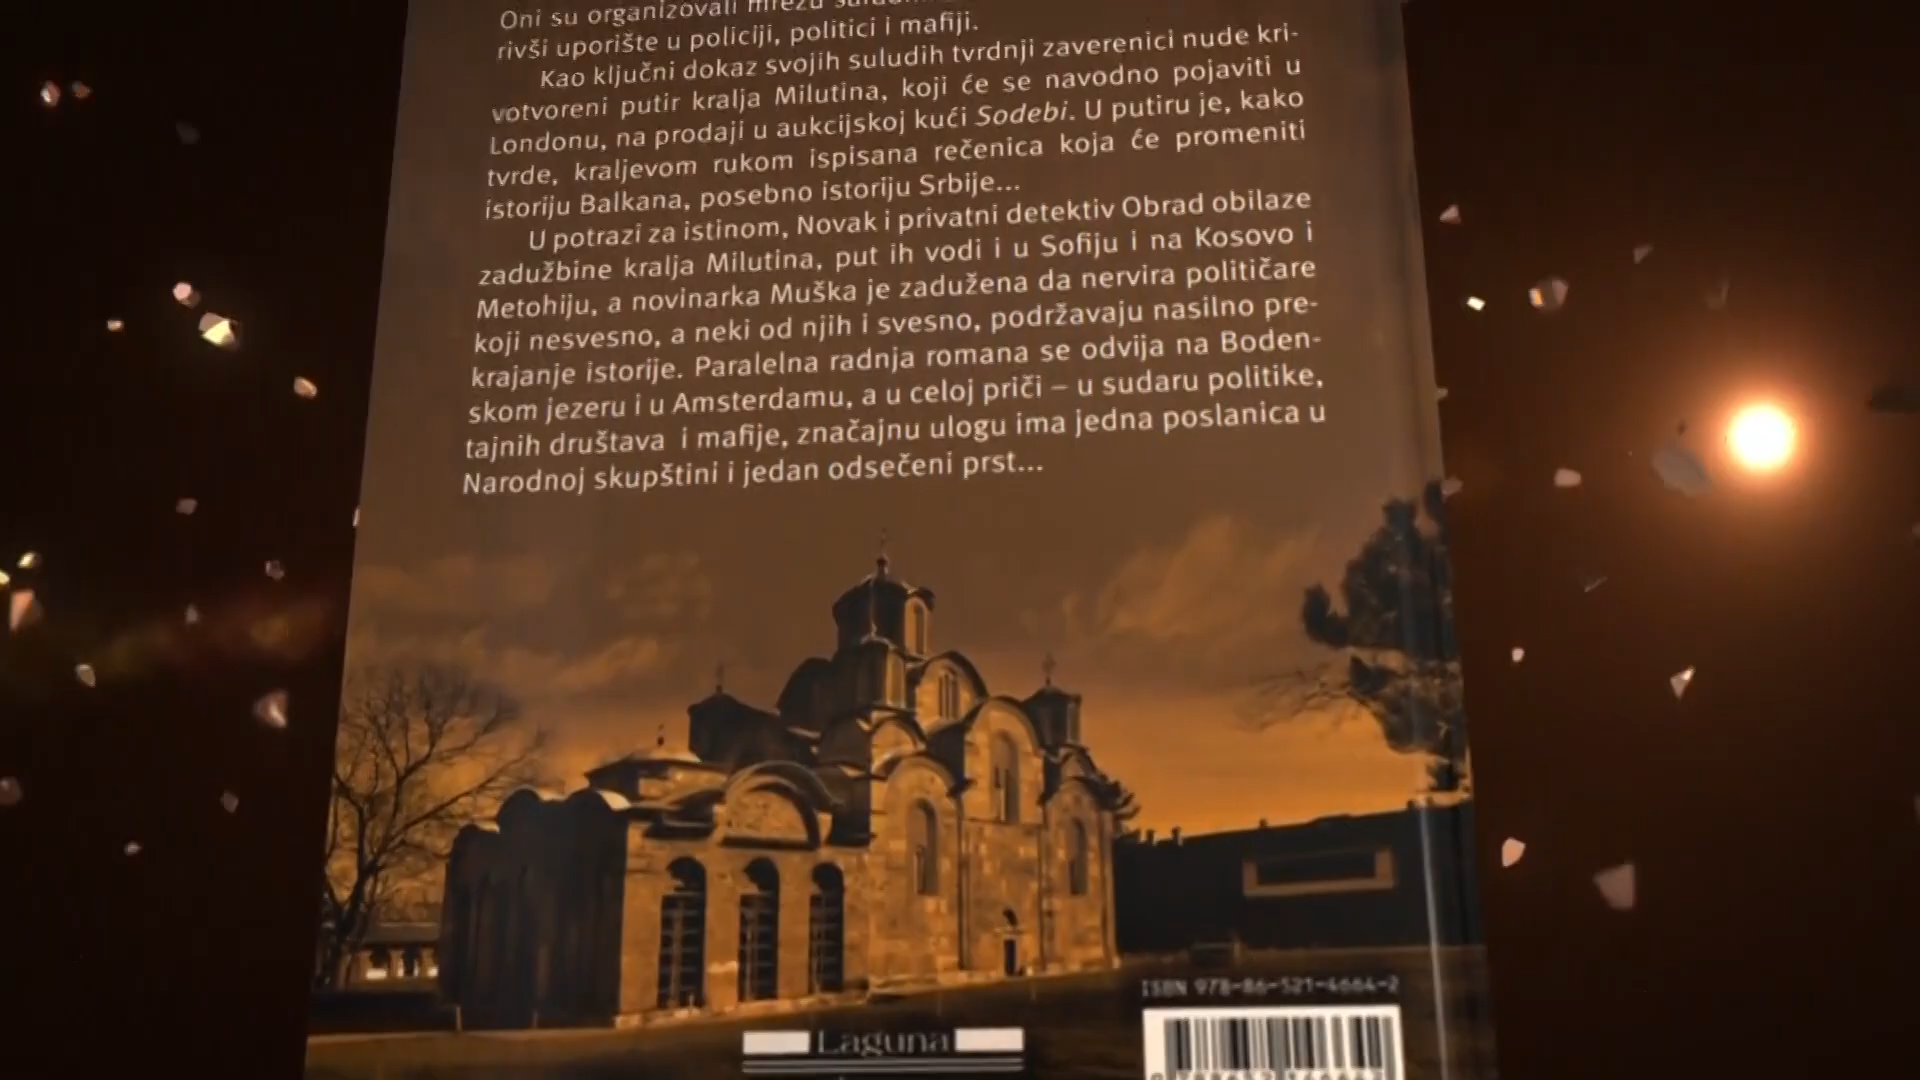 Oni su organizovali mrežu
rivši uporište u policiji, politici i mafiji.
Kao ključni dokaz svojih suludih tvrdnji zaverenici nude kri-
votvoreni putir kralja Milutina, koji će se navodno pojaviti u
Londonu, na prodaji u aukcijskoj kući Sodebi. U putiru je, kako
tvrde, kraljevom rukom ispisana rečenica koja će promeniti
istoriju Balkana, posebno istoriju Srbije...
U potrazi za istinom, Novak i privatni detektiv Obrad obilaze
zadužbine kralja Milutina, put ih vodi i u Sofiju i na Kosovo i
Metohiju, a novinarka Muška je zadužena da nervira političare
koji nesvesno, a neki od njih i svesno, podržavaju nasilno pre-
krajanje istorije. Paralelna radnja romana se odvija na Boden-
skom jezeru i u Amsterdamu, a u celoj priči – u sudaru politike,
tajnih društava i mafije, značajnu ulogu ima jedna poslanica u
Narodnoj skupštini i jedan odsečeni prst...
ISBN 978-86-521-4664-2
Laguna